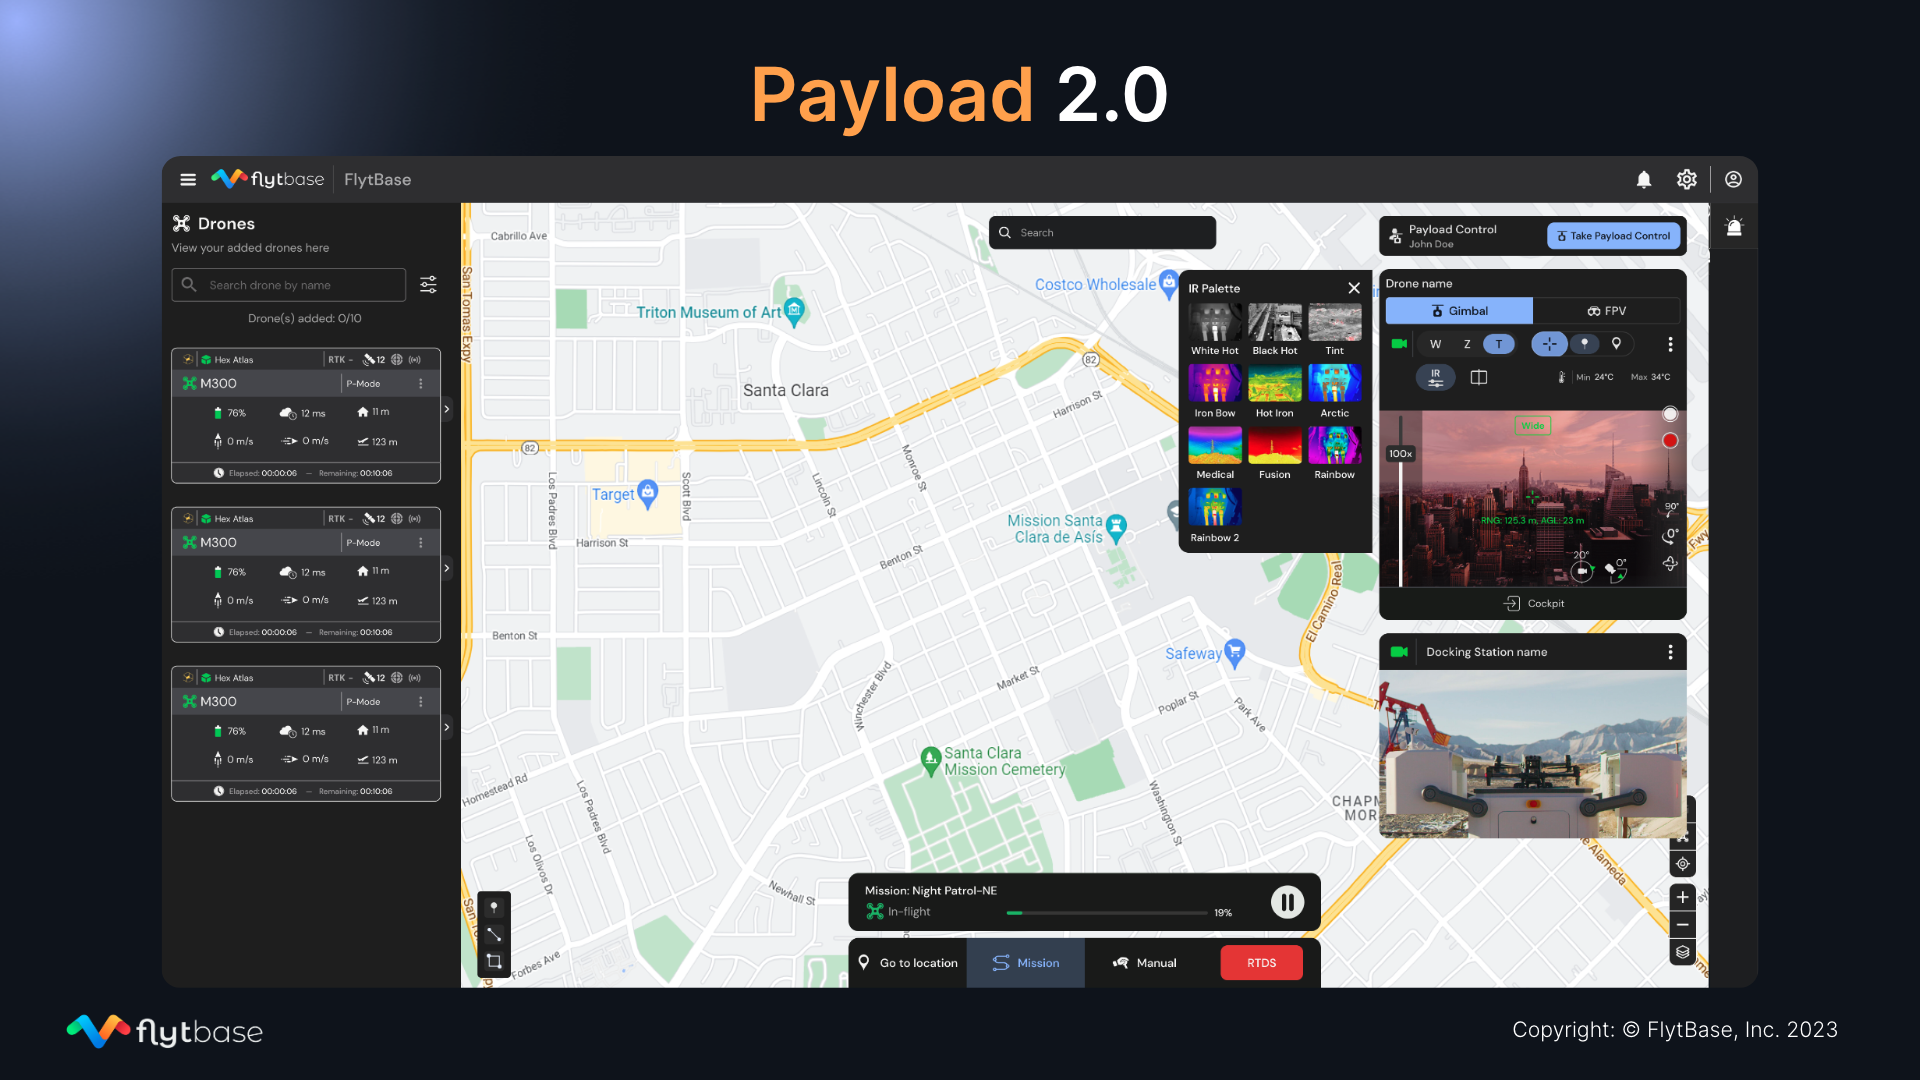 Payload 2.0
flytbase
FlytBase
Drones
View your added drones here
Search drone by name
Drone(s) added: 0/10
Hex Atlas
RTK -
12
M300
P-Mode
76%
12 ms
11 m
0 m/s
0 m/s
123 m
Elapsed: 00:00:06 — Remaining: 00:10:06
Hex Atlas
RTK -
12
M300
P-Mode
76%
12 ms
11 m
0 m/s
0 m/s
123 m
Elapsed: 00:00:06 — Remaining: 00:10:06
Hex Atlas
RTK -
12
M300
P-Mode
76%
12 ms
11 m
0 m/s
0 m/s
123 m
Elapsed: 00:00:06 — Remaining: 00:10:06
Search
Cabrillo Ave
San Tomas Expy
Triton Museum of Art
Costco Wholesale
82
Santa Clara
Harrison St
82
Los Padres Blvd
Target
Scott Blvd
Lincoln St
Monroe St
Harrison St
Mission Santa
Clara de Asís
Benton St
Benton St
El Camino Real
Safeway
Market St
Winchester Blvd
Poplar St
Park Ave
Santa Clara
Mission Cemetery
Homestead Rd
Los Padres Blvd
Washington St
CHAPM
MOR
Los Olivos Dr
Newhall St
Forbes Ave
e Alameda
IR Palette
White Hot
Black Hot
Tint
Iron Bow
Hot Iron
Arctic
Medical
Fusion
Rainbow
Rainbow 2
Payload Control
John Doe
Take Payload Control
Drone name
Gimbal
FPV
W
Z
T
IR
Min 24°C
Max 34°C
Wide
100x
RNG: 125.3 m, AGL: 23 m
90°
0°
20°
0°
Cockpit
Docking Station name
Mission: Night Patrol-NE
In-flight
19%
Go to location
Mission
Manual
RTDS
flytbase
Copyright: © FlytBase, Inc. 2023